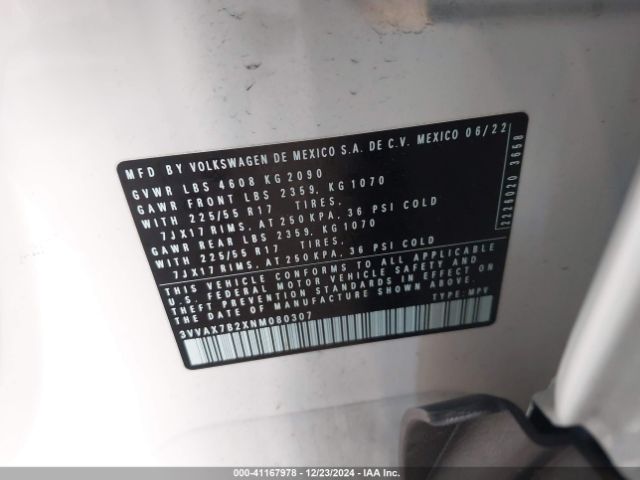 MFD BY VOLKSWAGEN DE MEXICO S.A. DE C.V. MEXICO 06/22
GVWR LBS 4608 KG 2090
GAWR FRONT LBS 2359, KG 1070
WITH 225/55 R17 TIRES,
7JX17 RIMS, AT 250 KPA, 36 PSI COLD
GAWR REAR LBS 2359, KG 1070
WITH 225/55 R17 TIRES,
7JX17 RIMS, AT 250 KPA, 36 PSI COLD
THIS VEHICLE CONFORMS TO ALL APPLICABLE
U.S. FEDERAL MOTOR VEHICLE SAFETY AND
THEFT PREVENTION STANDARDS IN EFFECT ON
THE DATE OF MANUFACTURE SHOWN ABOVE.
3VVAX7B2XNM080307 TYPE: MPV
2226020 3658
000-41167978 - 12/23/2024 - IAA Inc.